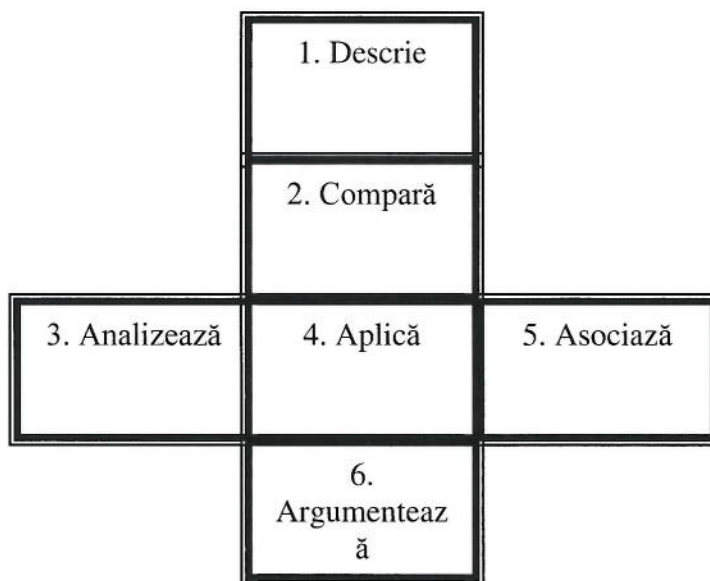 1. Descrie
2. Compară
3. Analizează
4. Aplică
5. Asociază
6.
Argumenteaz
ă